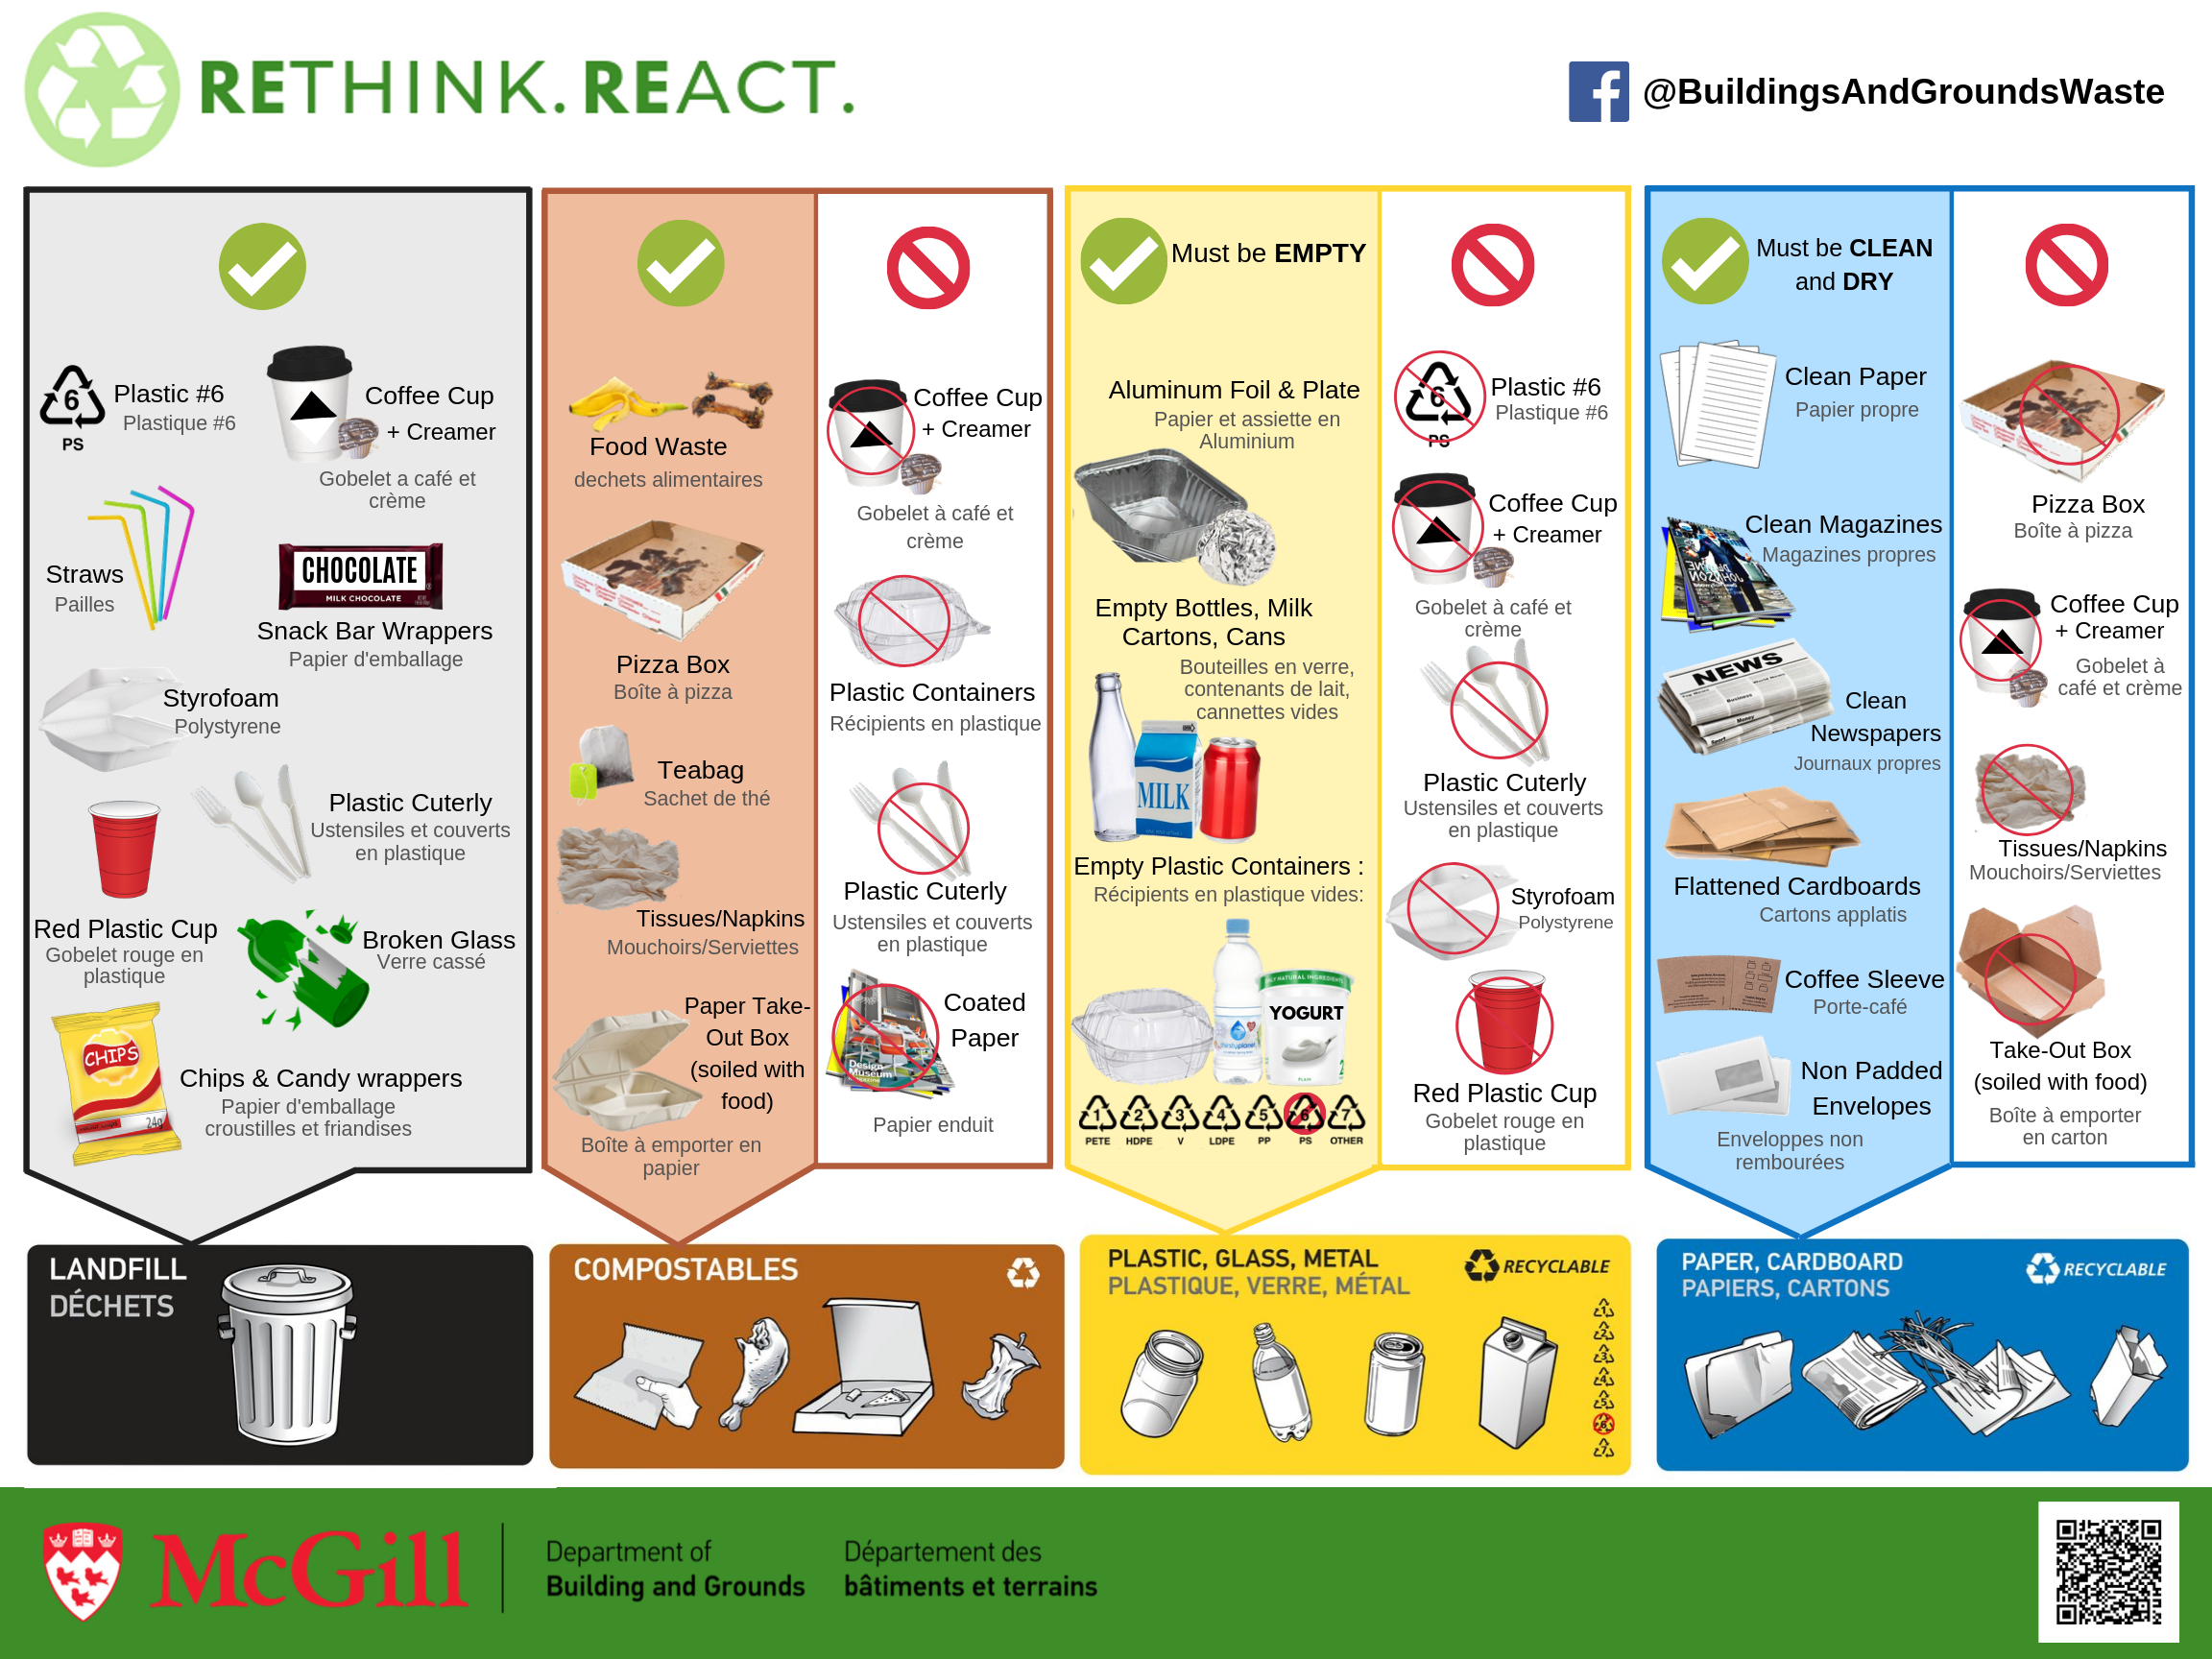 RETHINK. REACT.
@BuildingsAndGroundsWaste
6
PS
Plastic #6
Plastique #6
Coffee Cup
+ Creamer
Gobelet a café et
crème
Straws
Pailles
CHOCOLATE
MILK CHOCOLATE
Snack Bar Wrappers
Papier d'emballage
Styrofoam
Polystyrene
Plastic Cuterly
Ustensiles et couverts
en plastique
Red Plastic Cup
Gobelet rouge en
plastique
Broken Glass
Verre cassé
CHIPS
24g
Chips & Candy wrappers
Papier d'emballage
croustilles et friandises
LANDFILL
DÉCHETS
Food Waste
dechets alimentaires
Pizza Box
Boîte à pizza
Teabag
Sachet de thé
Tissues/Napkins
Mouchoirs/Serviettes
Paper Take-
Out Box
(soiled with
food)
Boîte à emporter en
papier
Coffee Cup
+ Creamer
Gobelet à café et
crème
Plastic Containers
Récipients en plastique
Plastic Cuterly
Ustensiles et couverts
en plastique
Design
Museum
Coated
Paper
Papier enduit
COMPOSTABLES
Must be EMPTY
Aluminum Foil & Plate
Papier et assiette en
Aluminium
Empty Bottles, Milk
Cartons, Cans
Bouteilles en verre,
contenants de lait,
cannettes vides
MILK
Empty Plastic Containers :
Récipients en plastique vides:
YOGURT
PLAIN
1 2 3 4 5 6 7
PETE HDPE V LDPE PP PS OTHER
6
PS
Plastic #6
Plastique #6
Coffee Cup
+ Creamer
Gobelet à café et
crème
Plastic Cuterly
Ustensiles et couverts
en plastique
Styrofoam
Polystyrene
Red Plastic Cup
Gobelet rouge en
plastique
PLASTIC, GLASS, METAL
PLASTIQUE, VERRE, MÉTAL
RECYCLABLE
1
2
3
4
5
6
7
Must be CLEAN
and DRY
Clean Paper
Papier propre
Clean Magazines
Magazines propres
NEWS
Clean
Newspapers
Journaux propres
Flattened Cardboards
Cartons applatis
Coffee Sleeve
Porte-café
Non Padded
Envelopes
Enveloppes non
rembourées
Pizza Box
Boîte à pizza
Coffee Cup
+ Creamer
Gobelet à
café et crème
Tissues/Napkins
Mouchoirs/Serviettes
Take-Out Box
(soiled with food)
Boîte à emporter
en carton
PAPER, CARDBOARD
PAPIERS, CARTONS
RECYCLABLE
McGill
Department of
Building and Grounds
Département des
bâtiments et terrains